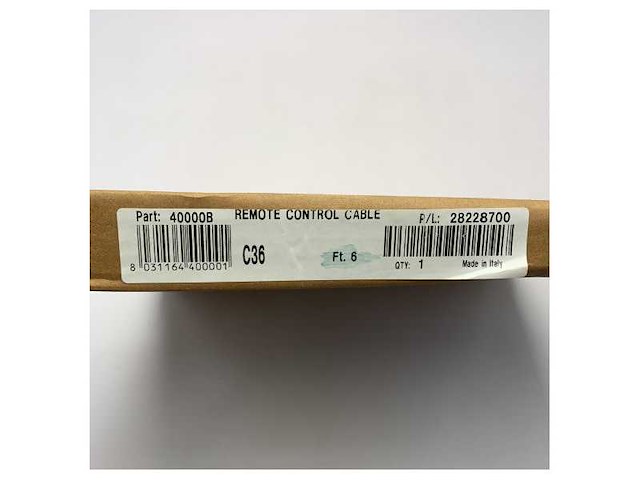 Part: 40000B REMOTE CONTROL CABLE P/L: 28228700
8 031164 400001 C36 Ft. 6 QTY: 1 Made in Italy